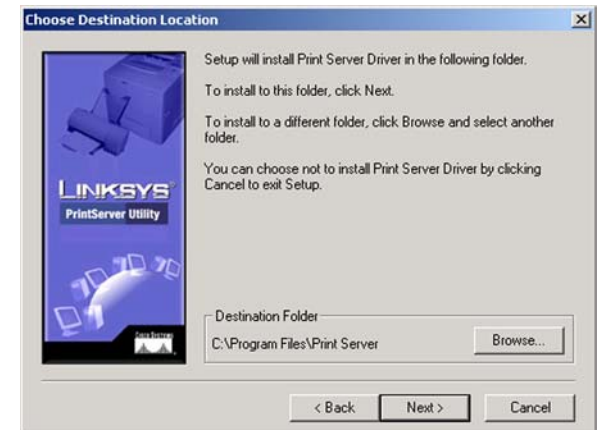 Choose Destination Location
Setup will install Print Server Driver in the following folder.
To install to this folder, click Next.
To install to a different folder, click Browse and select another
folder.
You can choose not to install Print Server Driver by clicking
Cancel to exit Setup.
LINKSYS®
PrintServer Utility
CISCO SYSTEMS
Destination Folder
C:\Program Files\Print Server
Browse...
< Back
Next >
Cancel